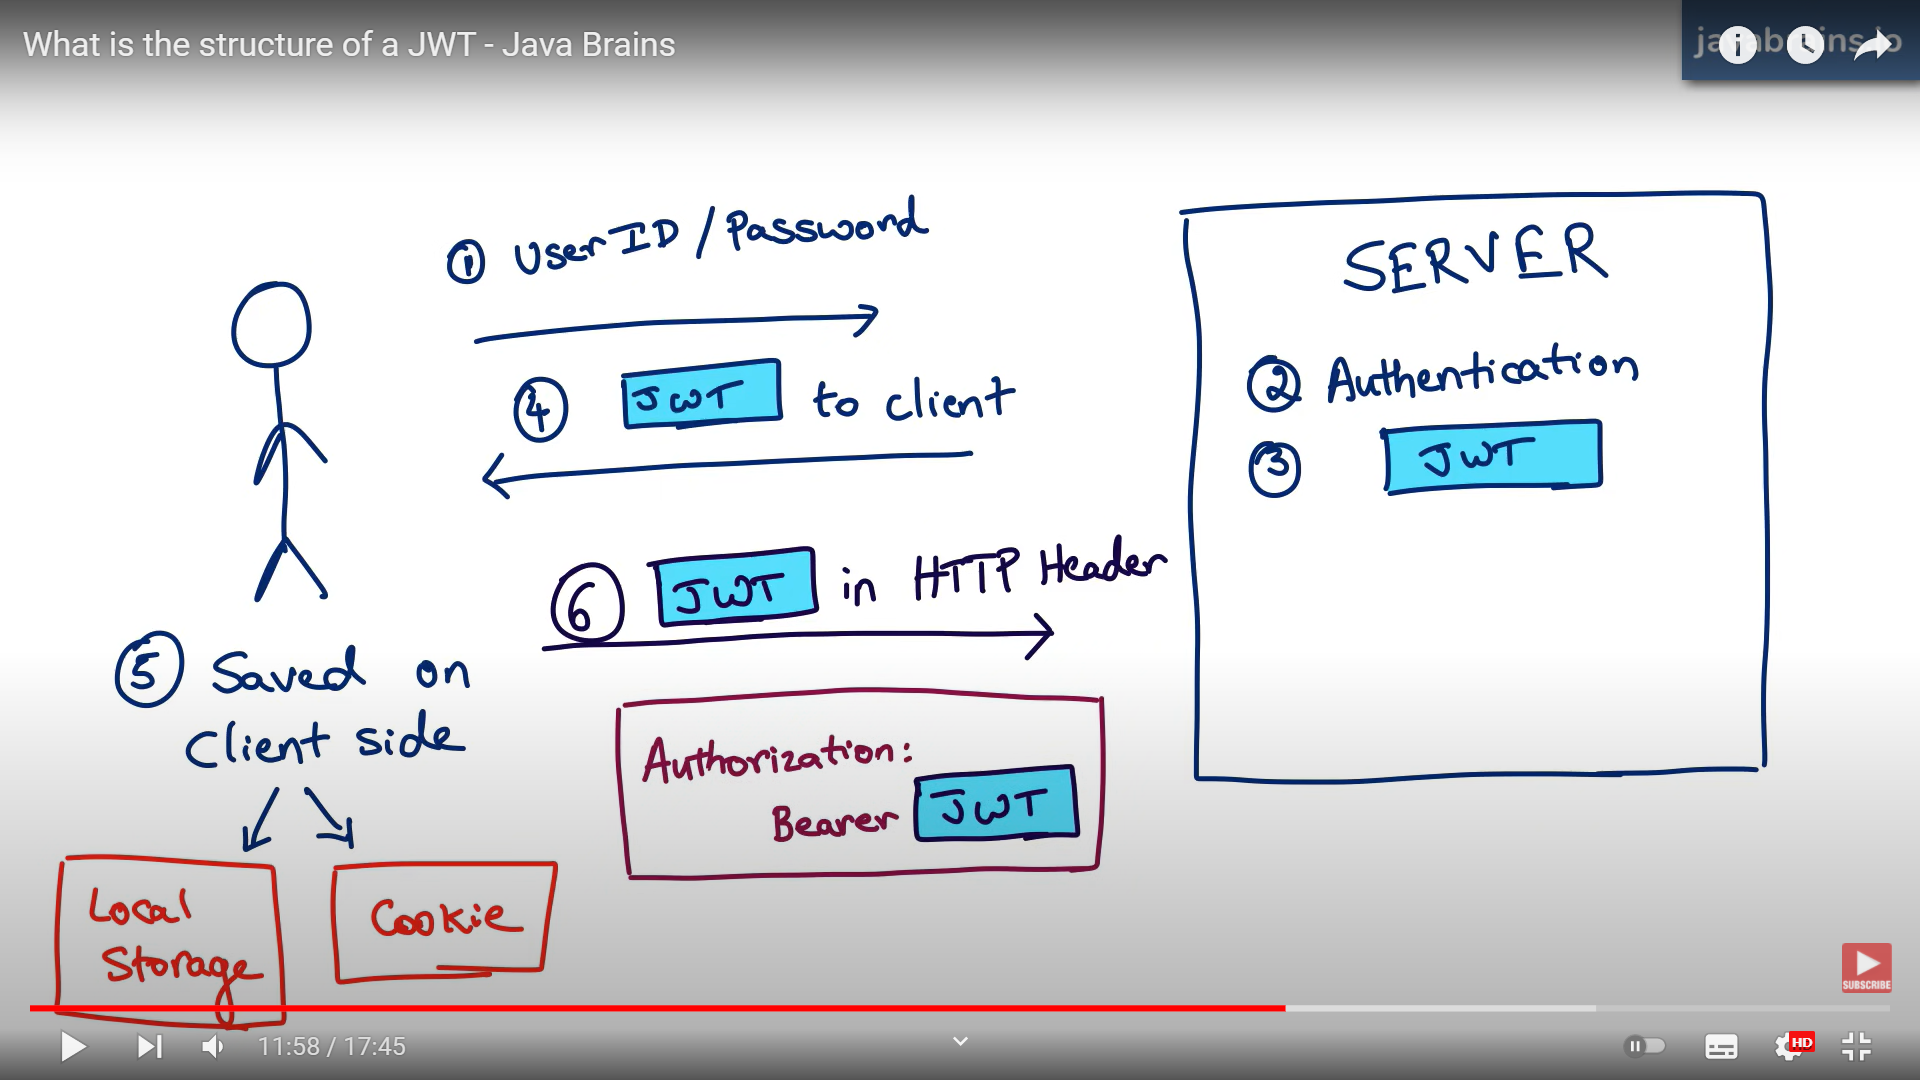 What is the structure of a JWT - Java Brains
① User ID / Password
SERVER
② Authentication
④ JWT to client
③ JWT
⑥ JWT in HTTP Header
⑤ Saved on
Client side
Authorization:
Bearer JWT
Local
Storage
Cookie
SUBSCRIBE
11:58 / 17:45
HD